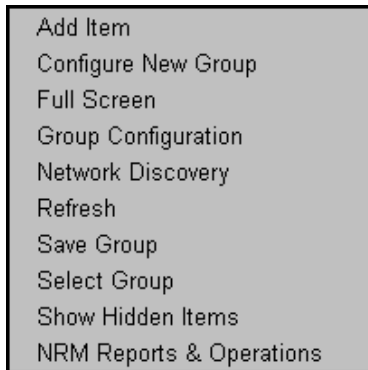 Add Item
Configure New Group
Full Screen
Group Configuration
Network Discovery
Refresh
Save Group
Select Group
Show Hidden Items
NRM Reports & Operations